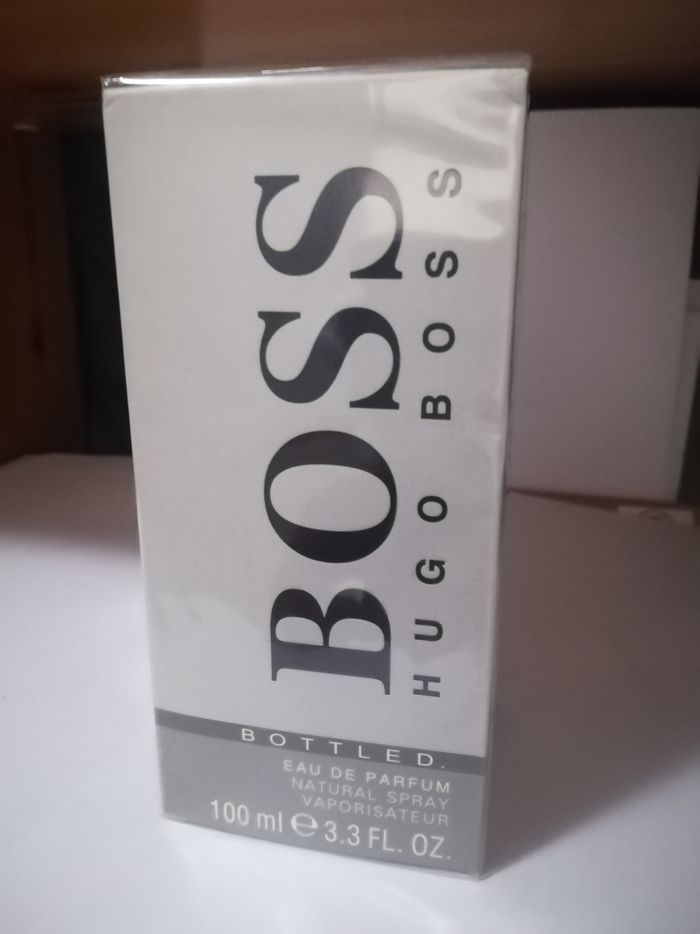 BOSS
HUGO BOSS
BOTTLED.
EAU DE PARFUM
NATURAL SPRAY
VAPORISATEUR
100 ml ℮ 3.3 FL. OZ.